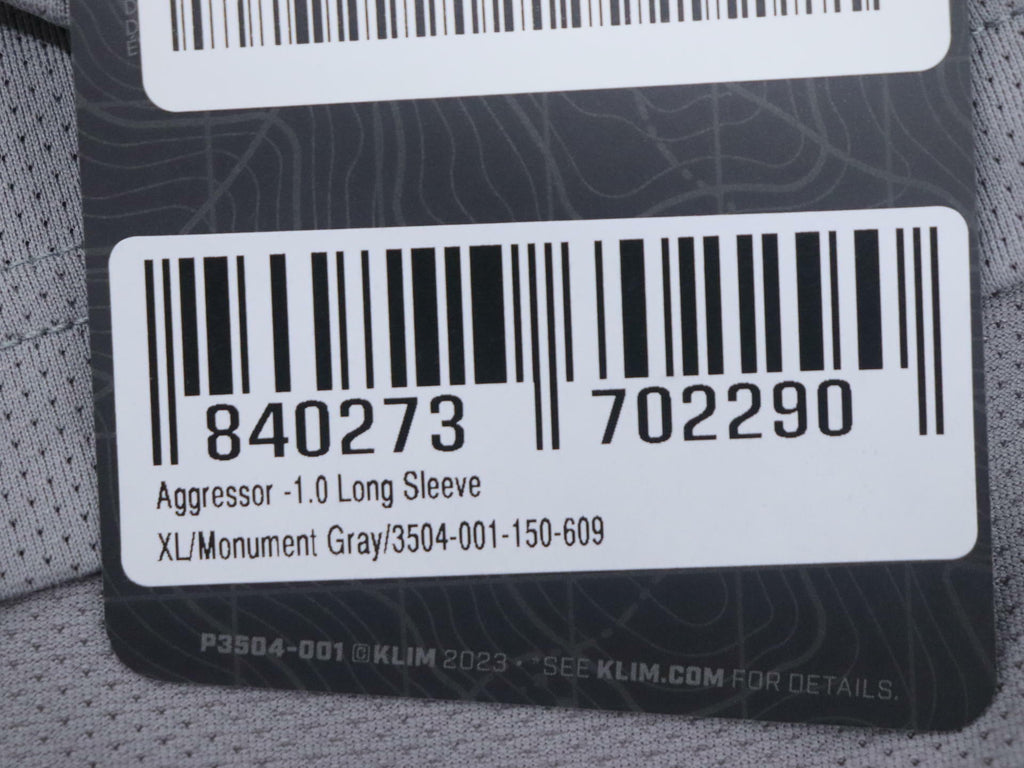 840273 702290
Aggressor -1.0 Long Sleeve
XL/Monument Gray/3504-001-150-609
P3504-001 ©KLIM 2023 · SEE KLIM.COM FOR DETAILS.